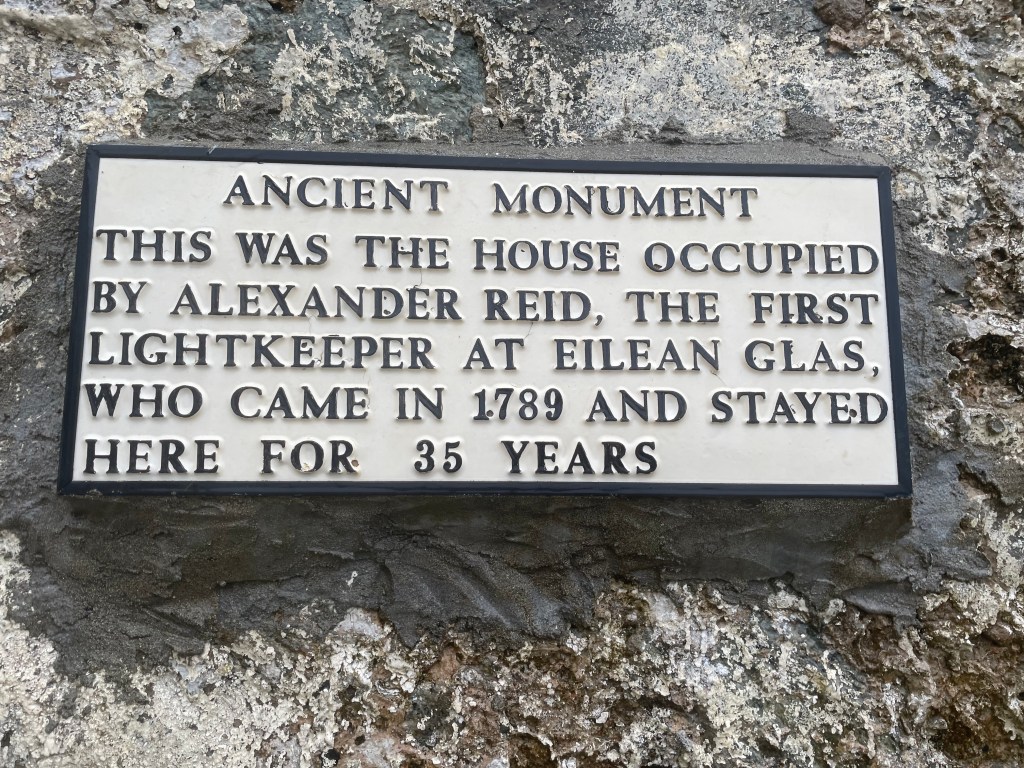 ANCIENT MONUMENT
THIS WAS THE HOUSE OCCUPIED
BY ALEXANDER REID, THE FIRST
LIGHTKEEPER AT EILEAN GLAS,
WHO CAME IN 1789 AND STAYED
HERE FOR 35 YEARS